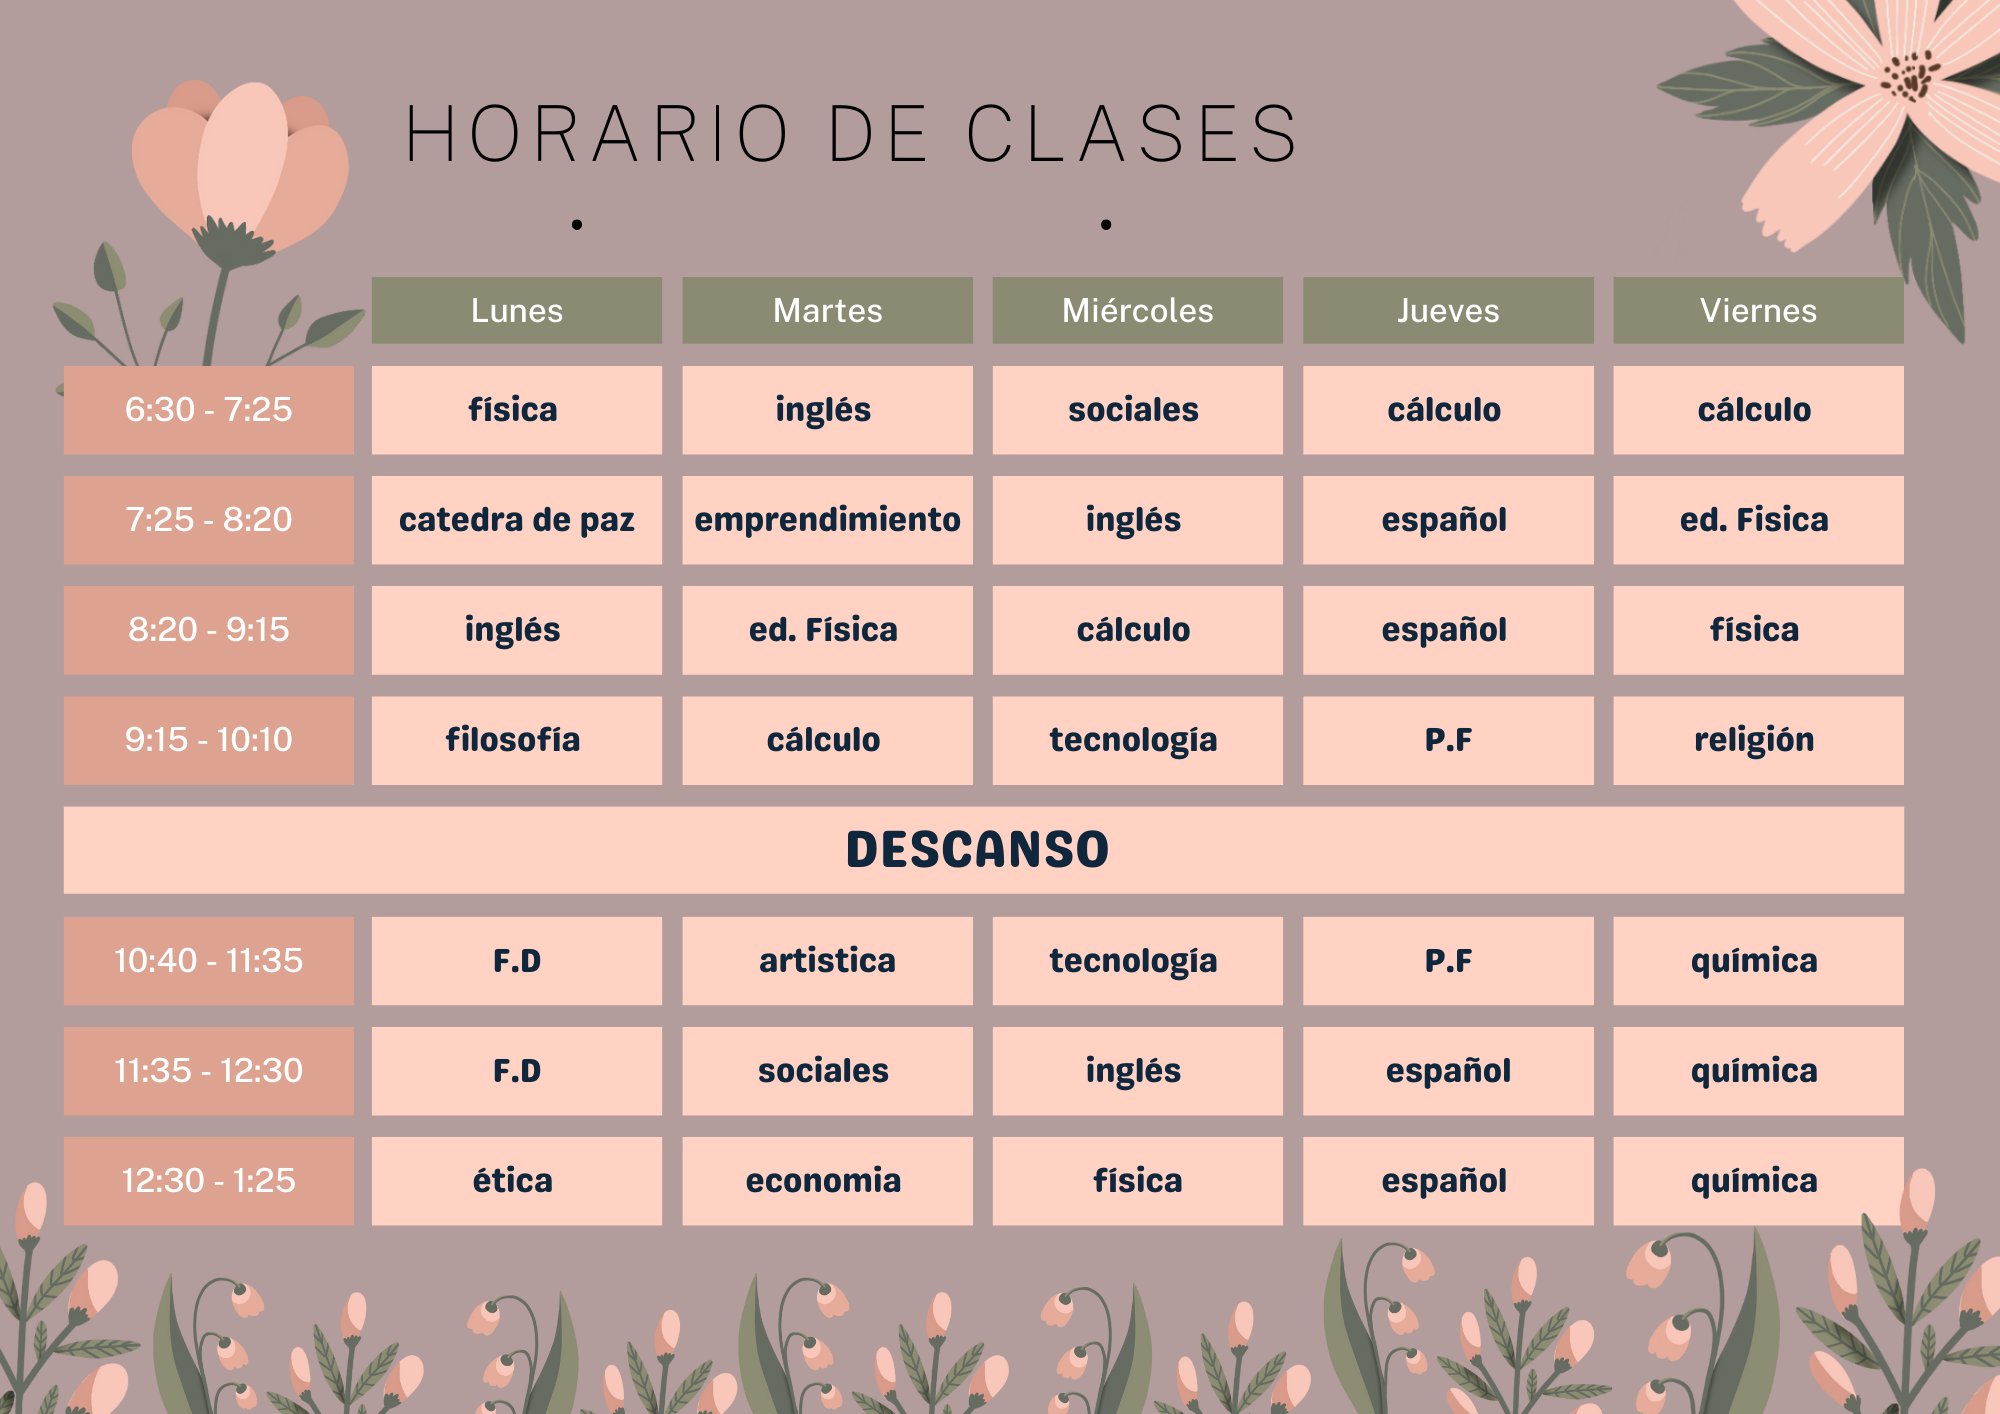 HORARIO DE CLASES
Lunes Martes Miércoles Jueves Viernes
6:30 - 7:25 física inglés sociales cálculo cálculo
7:25 - 8:20 catedra de paz emprendimiento inglés español ed. Fisica
8:20 - 9:15 inglés ed. Física cálculo español física
9:15 - 10:10 filosofía cálculo tecnología P.F religión
DESCANSO
10:40 - 11:35 F.D artistica tecnología P.F química
11:35 - 12:30 F.D sociales inglés español química
12:30 - 1:25 ética economia física español química